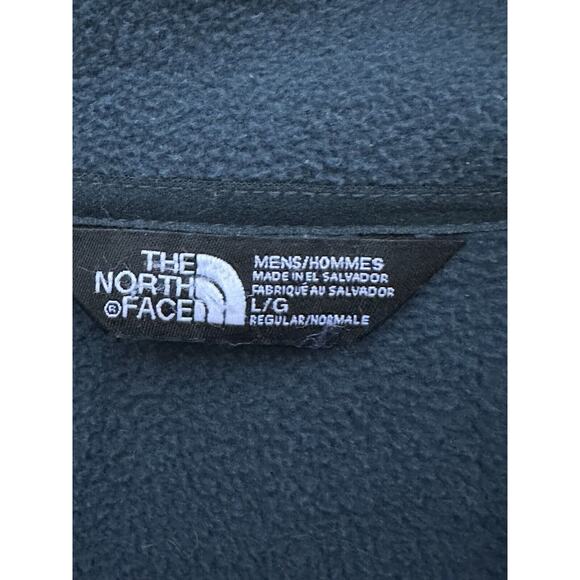 THE
NORTH
®FACE
MENS/HOMMES
MADE IN EL SALVADOR
FABRIQUÉ AU SALVADOR
L/G
REGULAR/NORMALE